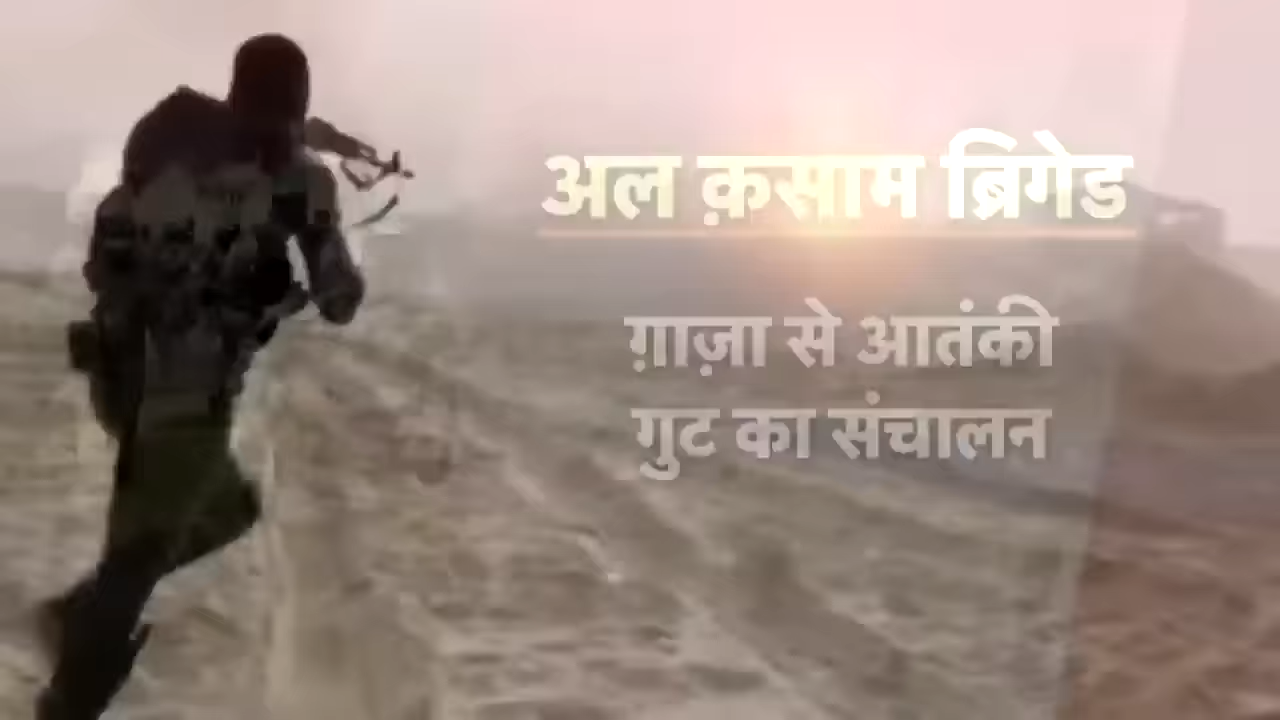 अल क़साम ब्रिगेड
ग़ाज़ा से आतंकी
गुट का संचालन